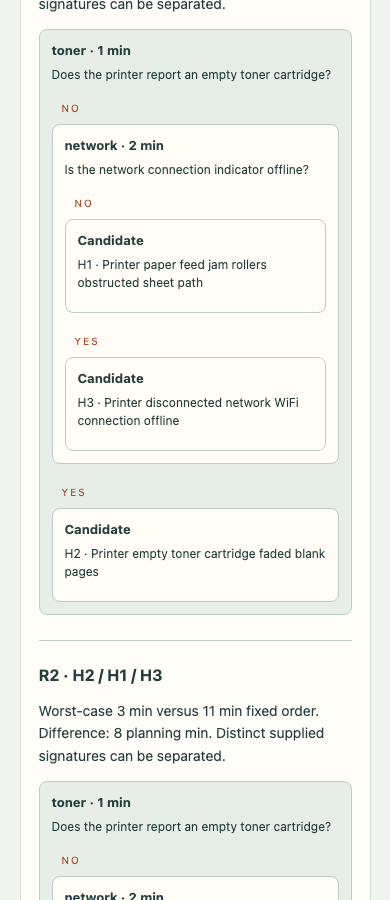 signatures can be separated.
toner · 1 min
Does the printer report an empty toner cartridge?
NO
network · 2 min
Is the network connection indicator offline?
NO
Candidate
H1 · Printer paper feed jam rollers
obstructed sheet path
YES
Candidate
H3 · Printer disconnected network WiFi
connection offline
YES
Candidate
H2 · Printer empty toner cartridge faded blank
pages
R2 · H2 / H1 / H3
Worst-case 3 min versus 11 min fixed order.
Difference: 8 planning min. Distinct supplied
signatures can be separated.
toner · 1 min
Does the printer report an empty toner cartridge?
NO
network · 2 min